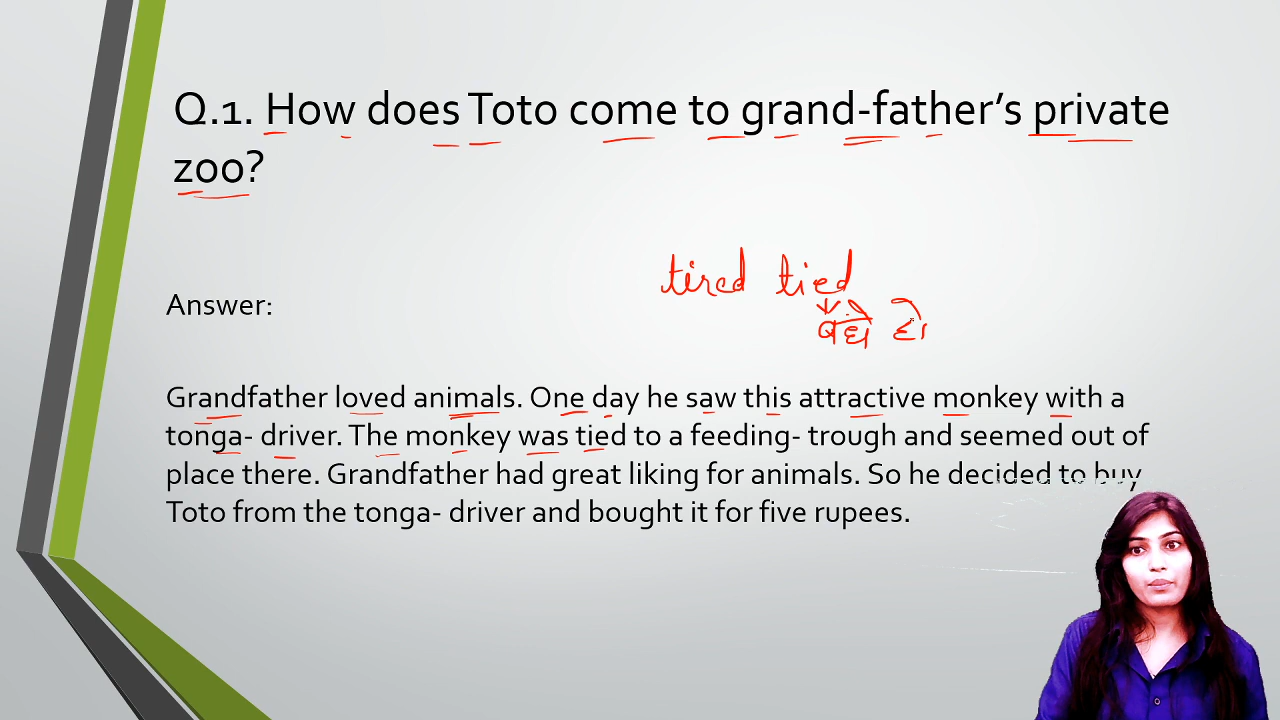 Q.1. How does Toto come to grand-father's private
zoo?
tired tied
Answer:
Grandfather loved animals. One day he saw this attractive monkey with a
tonga- driver. The monkey was tied to a feeding- trough and seemed out of
place there. Grandfather had great liking for animals. So he decided to buy
Toto from the tonga- driver and bought it for five rupees.